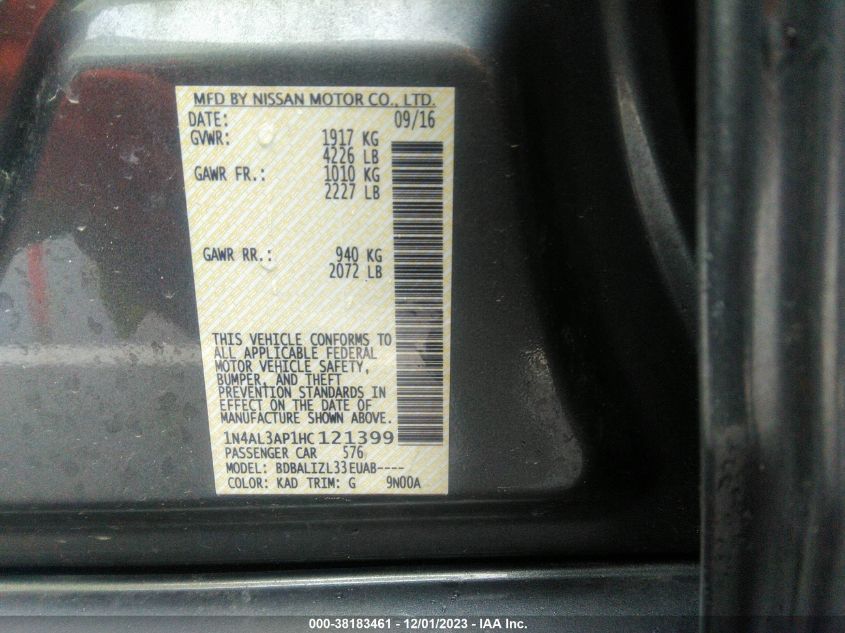 MFD BY NISSAN MOTOR CO., LTD.
DATE: 09/16
GVWR: 1917 KG
4226 LB
GAWR FR.: 1010 KG
2227 LB
GAWR RR.: 940 KG
2072 LB
THIS VEHICLE CONFORMS TO
ALL APPLICABLE FEDERAL
MOTOR VEHICLE SAFETY,
BUMPER, AND THEFT
PREVENTION STANDARDS IN
EFFECT ON THE DATE OF
MANUFACTURE SHOWN ABOVE.
1N4AL3AP1HC121399
PASSENGER CAR 576
MODEL: BDBALIZL33EUAB----
COLOR: KAD TRIM: G 9N00A
000-38183461 - 12/01/2023 - IAA Inc.